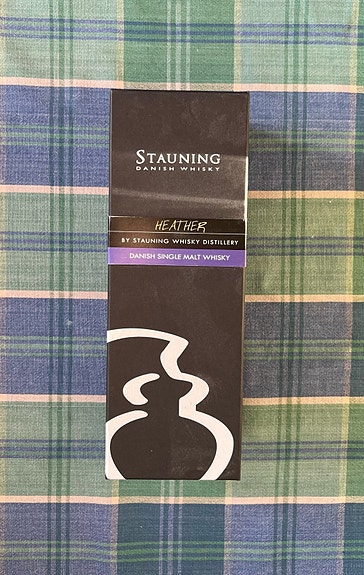 STAUNING
DANISH WHISKY
HEATHER
BY STAUNING WHISKY DISTILLERY
DANISH SINGLE MALT WHISKY